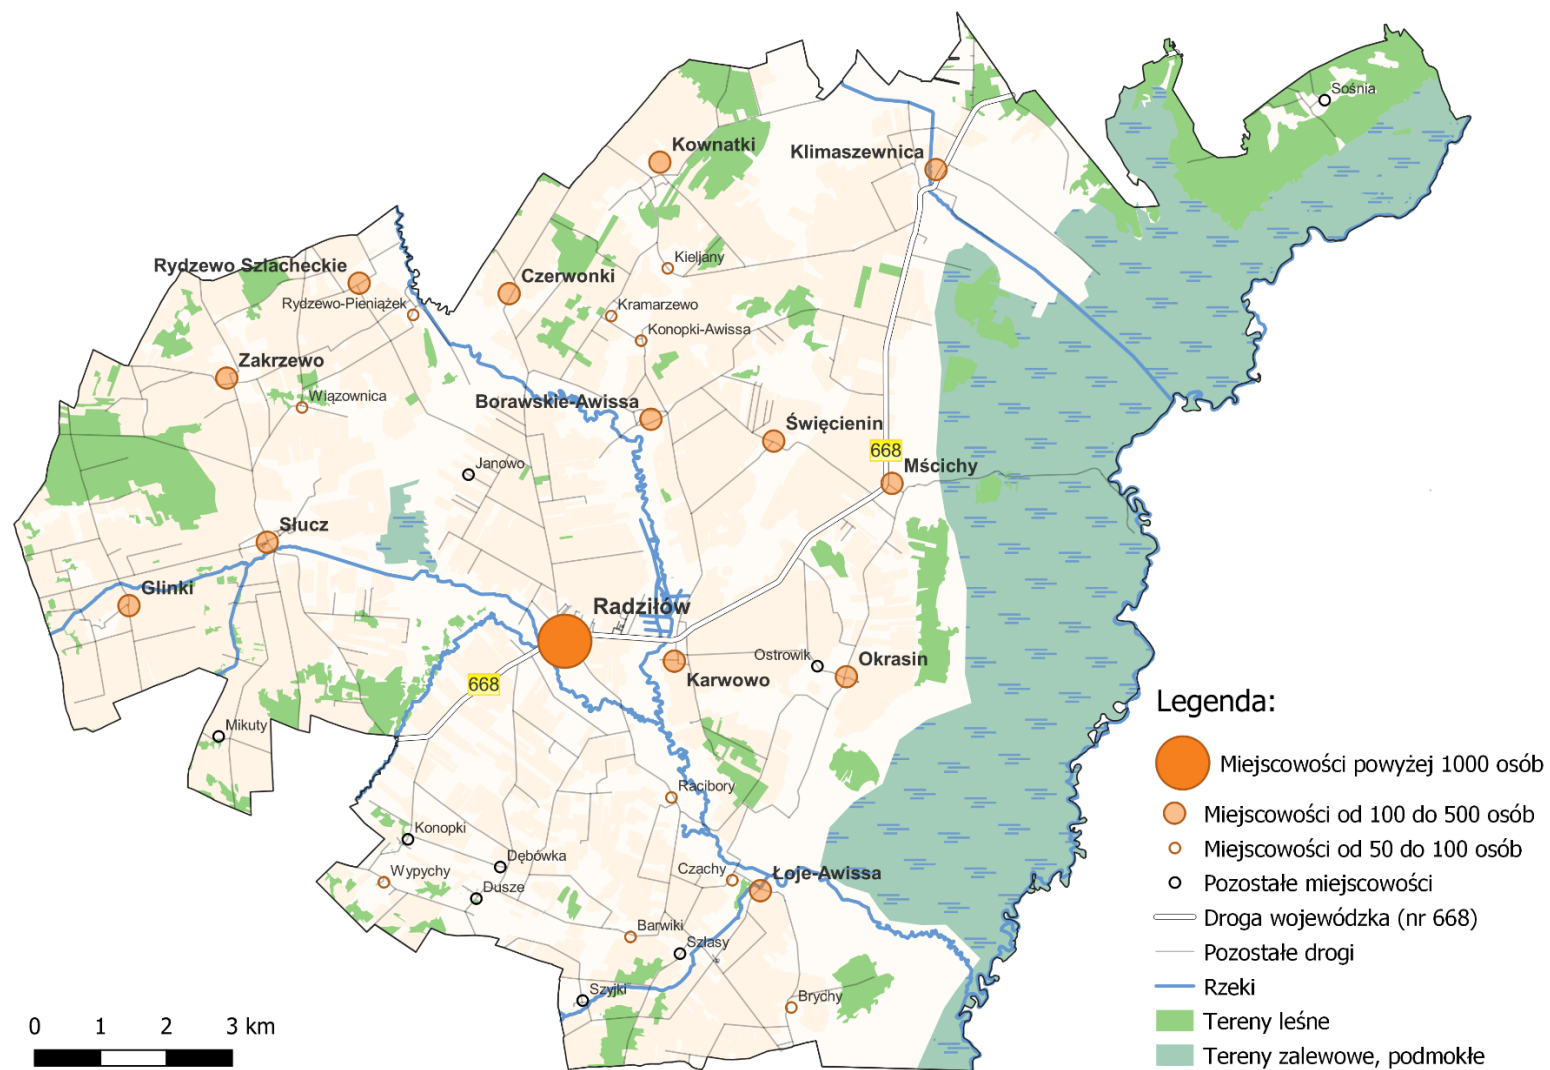 Sośnia
Kownatki
Klimaszewnica
Kieljany
Rydzewo Szlacheckie
Czerwonki
Rydzewo-Pieniążek
Kramarzewo
Konopki-Awissa
Zakrzewo
Wiązownica
Borawskie-Awissa
Święcienin
668
Mścichy
Janowo
Słucz
Glinki
Radziłów
Ostrowik
Okrasin
Karwowo
668
Mikuty
Racibory
Konopki
Dębówka
Wypychy
Dusze
Czachy
Łoje-Awissa
Barwiki
Szlasy
Szyjki
Brychy
Legenda:
Miejscowości powyżej 1000 osób
Miejscowości od 100 do 500 osób
Miejscowości od 50 do 100 osób
Pozostałe miejscowości
Droga wojewódzka (nr 668)
Pozostałe drogi
Rzeki
Tereny leśne
Tereny zalewowe, podmokłe
0 1 2 3 km